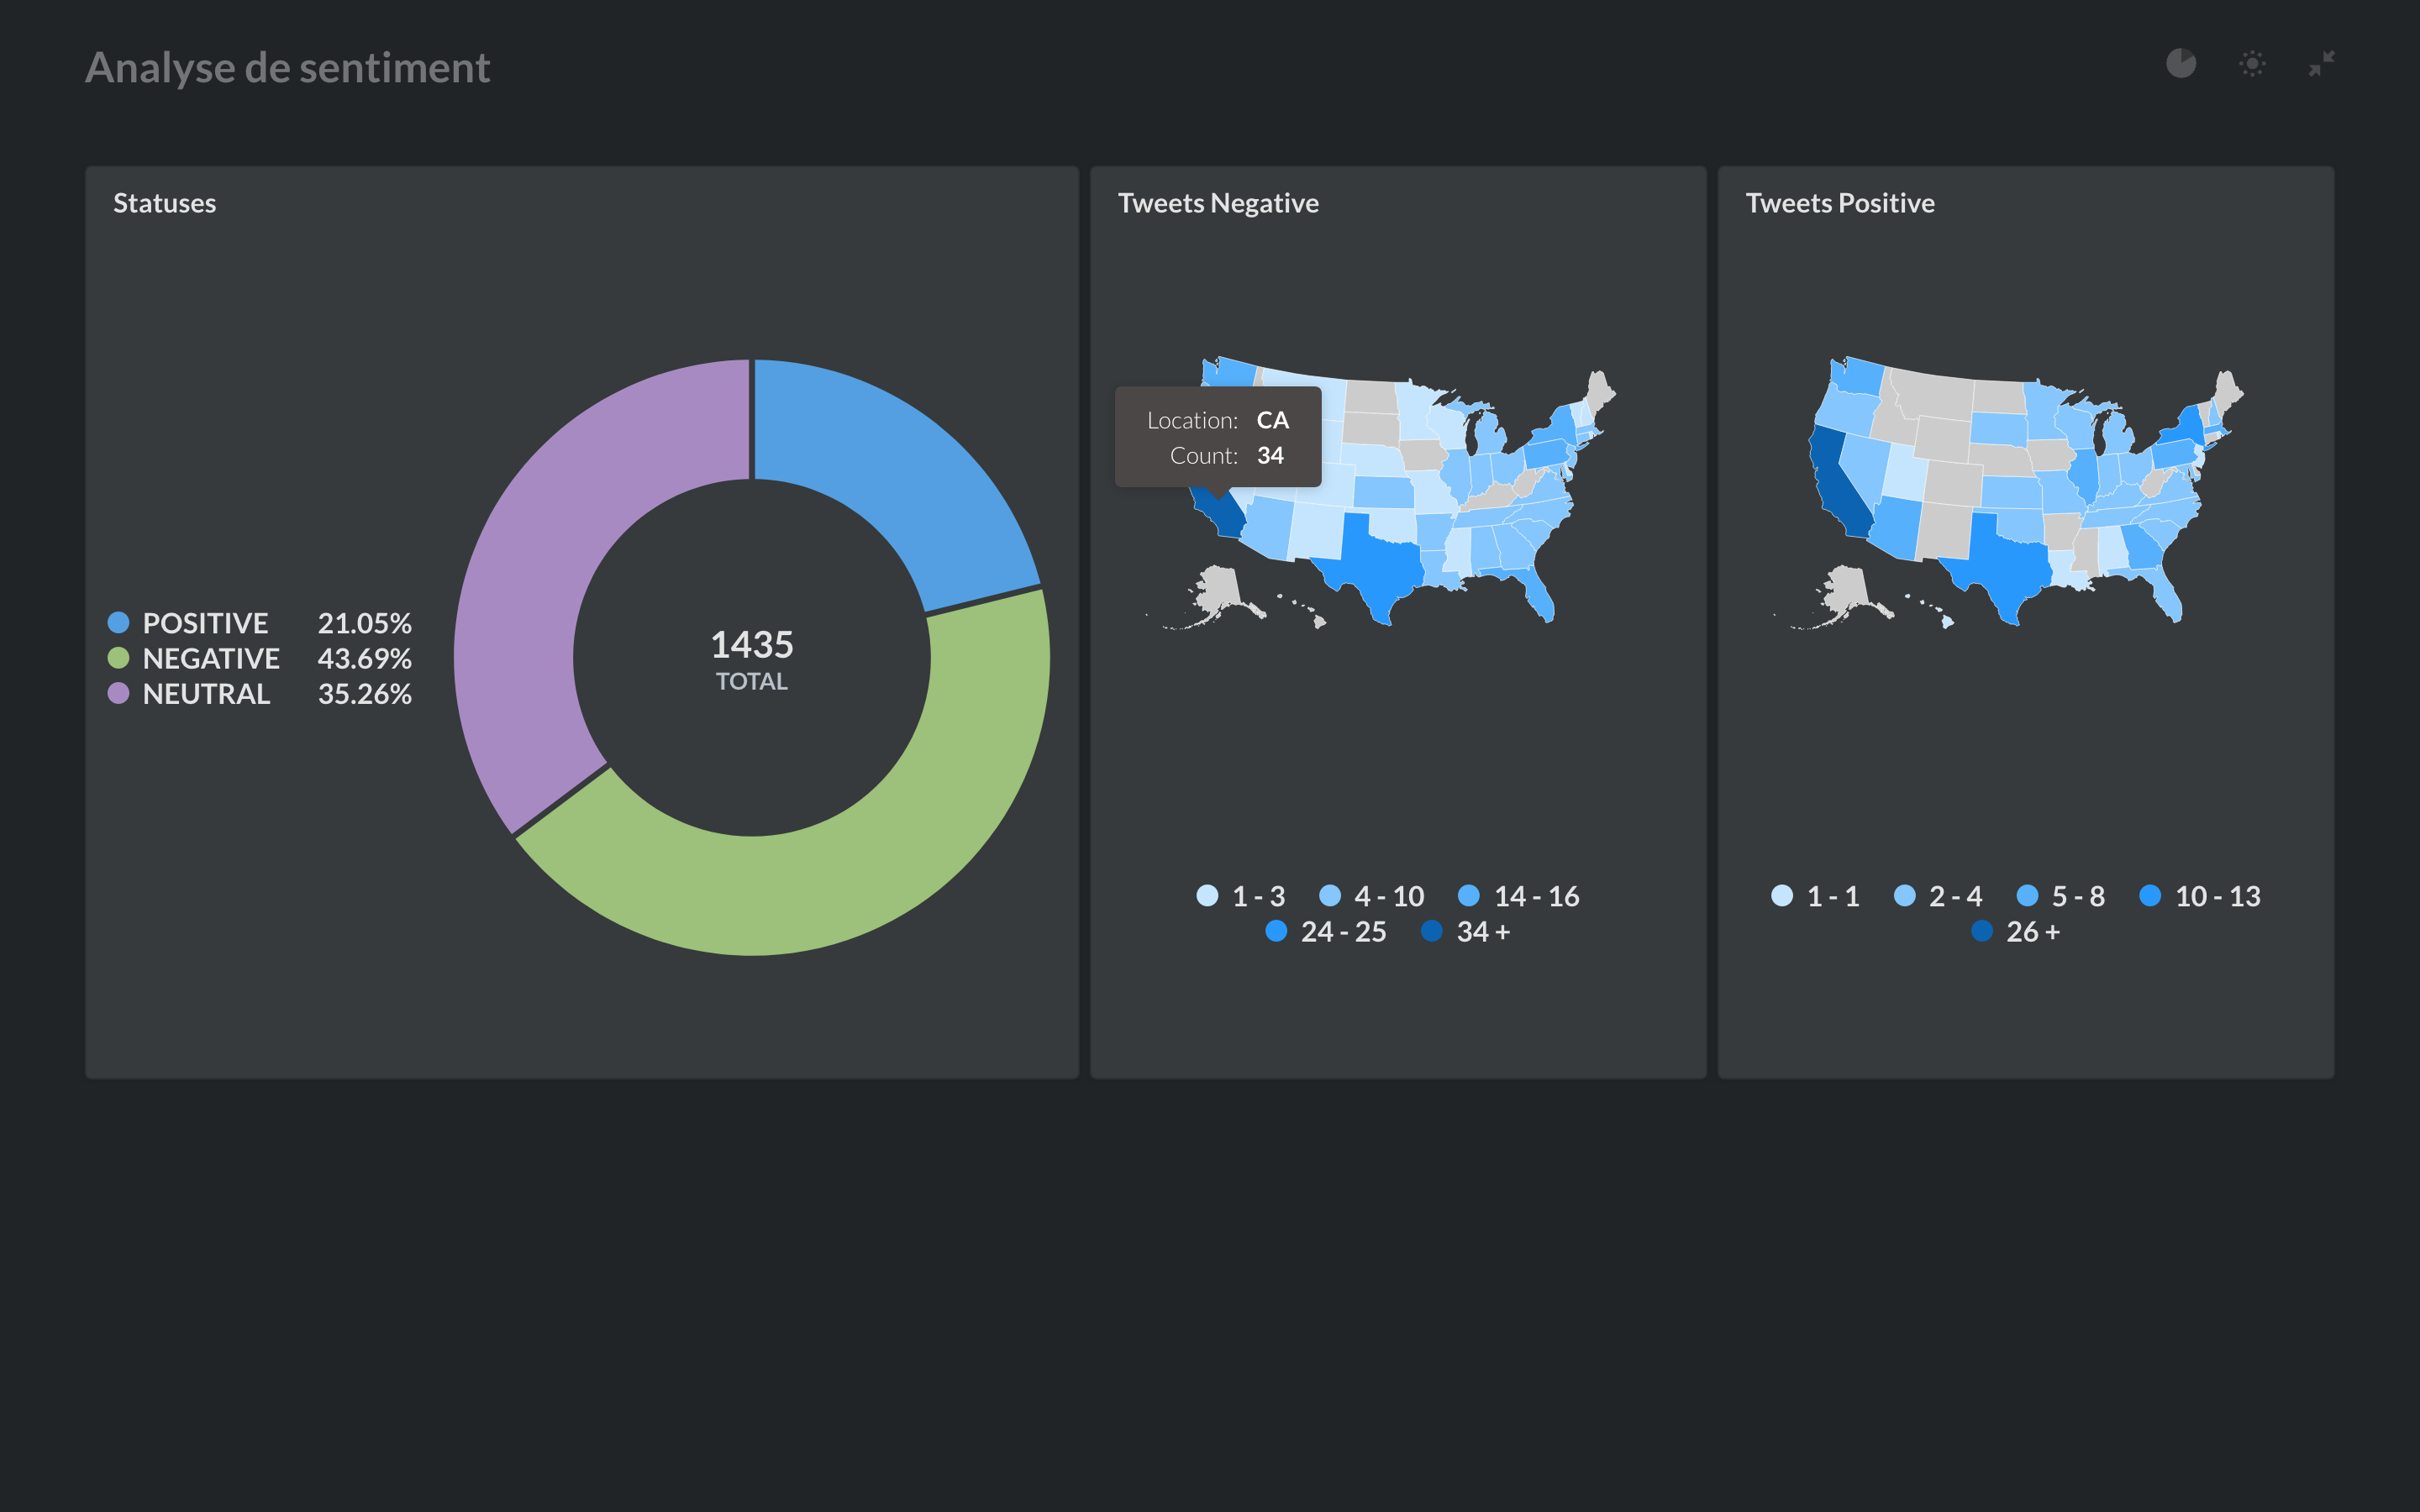 Analyse de sentiment
Statuses
POSITIVE 21.05%
NEGATIVE 43.69%
NEUTRAL 35.26%
1435
TOTAL
Tweets Negative
Location: CA
Count: 34
1 - 3 4 - 10 14 - 16
24 - 25 34 +
Tweets Positive
1 - 1 2 - 4 5 - 8 10 - 13
26 +